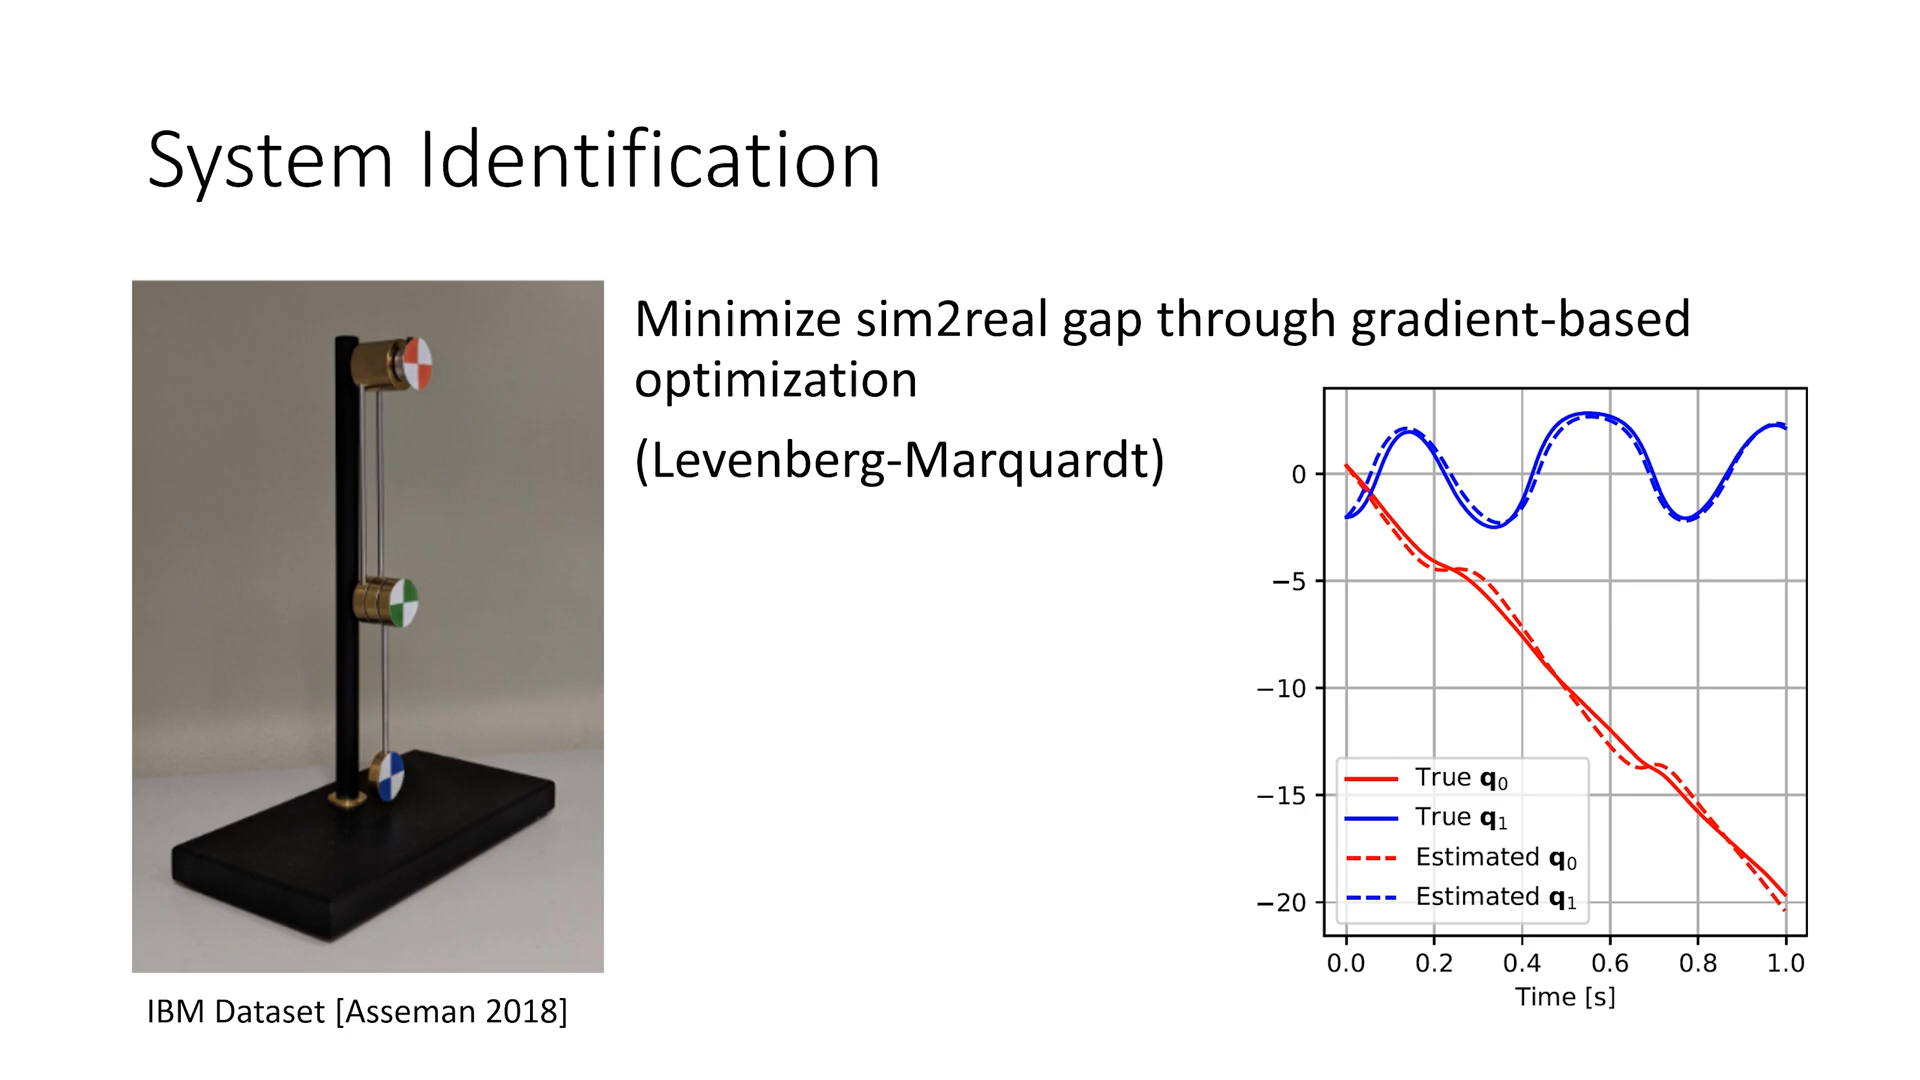 System Identification
Minimize sim2real gap through gradient-based
optimization
(Levenberg-Marquardt)
0
−5
−10
−15
−20
True q₀
True q₁
Estimated q₀
Estimated q₁
0.0 0.2 0.4 0.6 0.8 1.0
Time [s]
IBM Dataset [Asseman 2018]